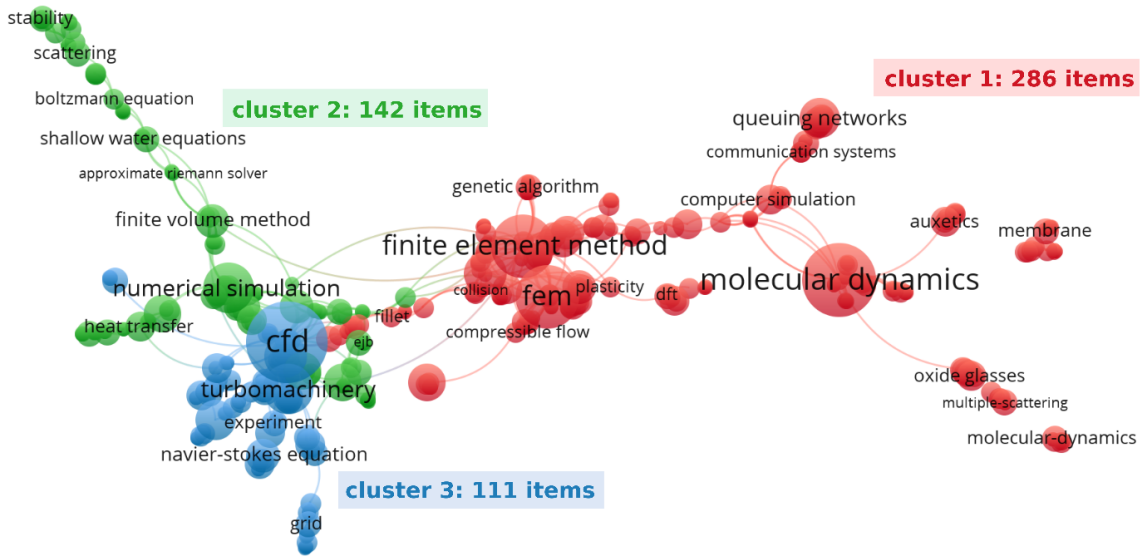 stability
scattering
cluster 1: 286 items
boltzmann equation
cluster 2: 142 items
queuing networks
shallow water equations
communication systems
approximate riemann solver
genetic algorithm
computer simulation
finite volume method
auxetics
membrane
finite element method
numerical simulation
collision
fem
plasticity
dft
molecular dynamics
heat transfer
fillet
compressible flow
cfd
ejb
turbomachinery
oxide glasses
multiple-scattering
experiment
molecular-dynamics
navier-stokes equation
cluster 3: 111 items
grid